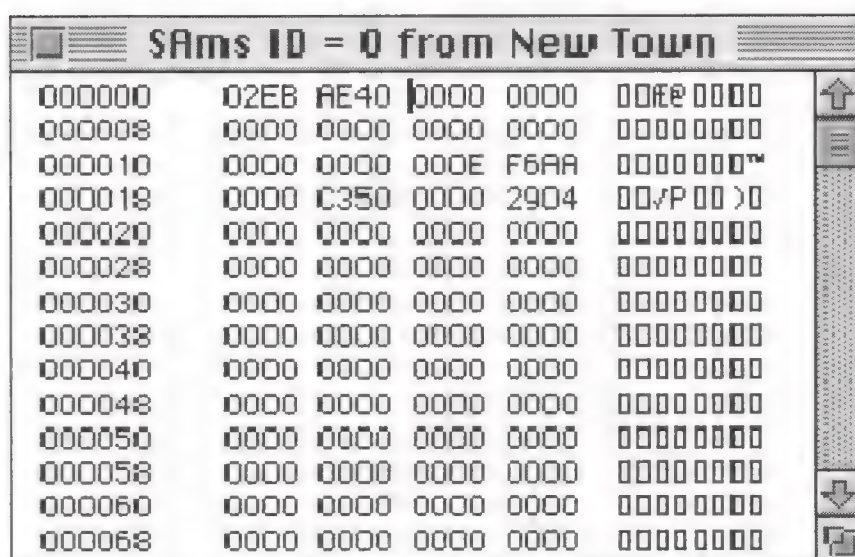 SAms ID = 0 from New Town
000000 02EB AE40 0000 0000 ▯▯Æ@▯▯▯▯
000008 0000 0000 0000 0000 ▯▯▯▯▯▯▯▯
000010 0000 0000 000E F6AA ▯▯▯▯▯▯▯™
000018 0000 C350 0000 2904 ▯▯√P▯▯)▯
000020 0000 0000 0000 0000 ▯▯▯▯▯▯▯▯
000028 0000 0000 0000 0000 ▯▯▯▯▯▯▯▯
000030 0000 0000 0000 0000 ▯▯▯▯▯▯▯▯
000038 0000 0000 0000 0000 ▯▯▯▯▯▯▯▯
000040 0000 0000 0000 0000 ▯▯▯▯▯▯▯▯
000048 0000 0000 0000 0000 ▯▯▯▯▯▯▯▯
000050 0000 0000 0000 0000 ▯▯▯▯▯▯▯▯
000058 0000 0000 0000 0000 ▯▯▯▯▯▯▯▯
000060 0000 0000 0000 0000 ▯▯▯▯▯▯▯▯
000068 0000 0000 0000 0000 ▯▯▯▯▯▯▯▯